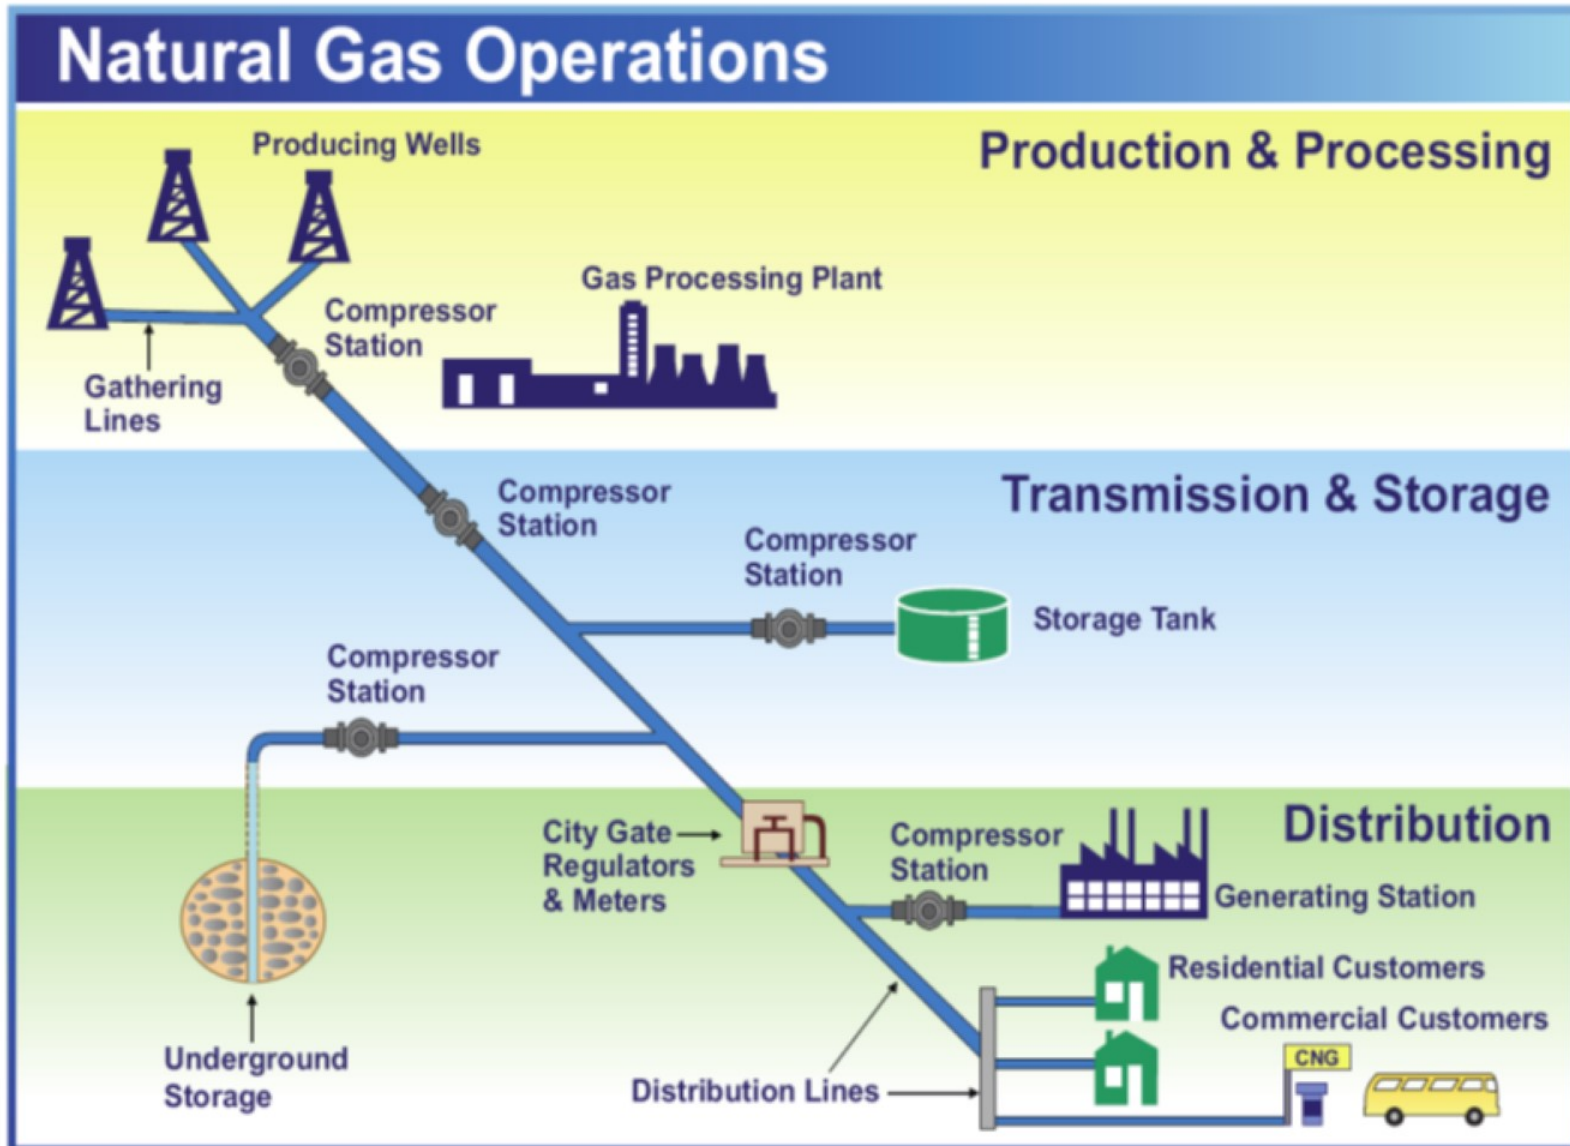 Natural Gas Operations
Production & Processing
Producing Wells
Gas Processing Plant
Compressor
Station
Gathering
Lines
Transmission & Storage
Compressor
Station
Compressor
Station
Storage Tank
Compressor
Station
Distribution
City Gate
Regulators
& Meters
Compressor
Station
Generating Station
Residential Customers
Commercial Customers
CNG
Underground
Storage
Distribution Lines